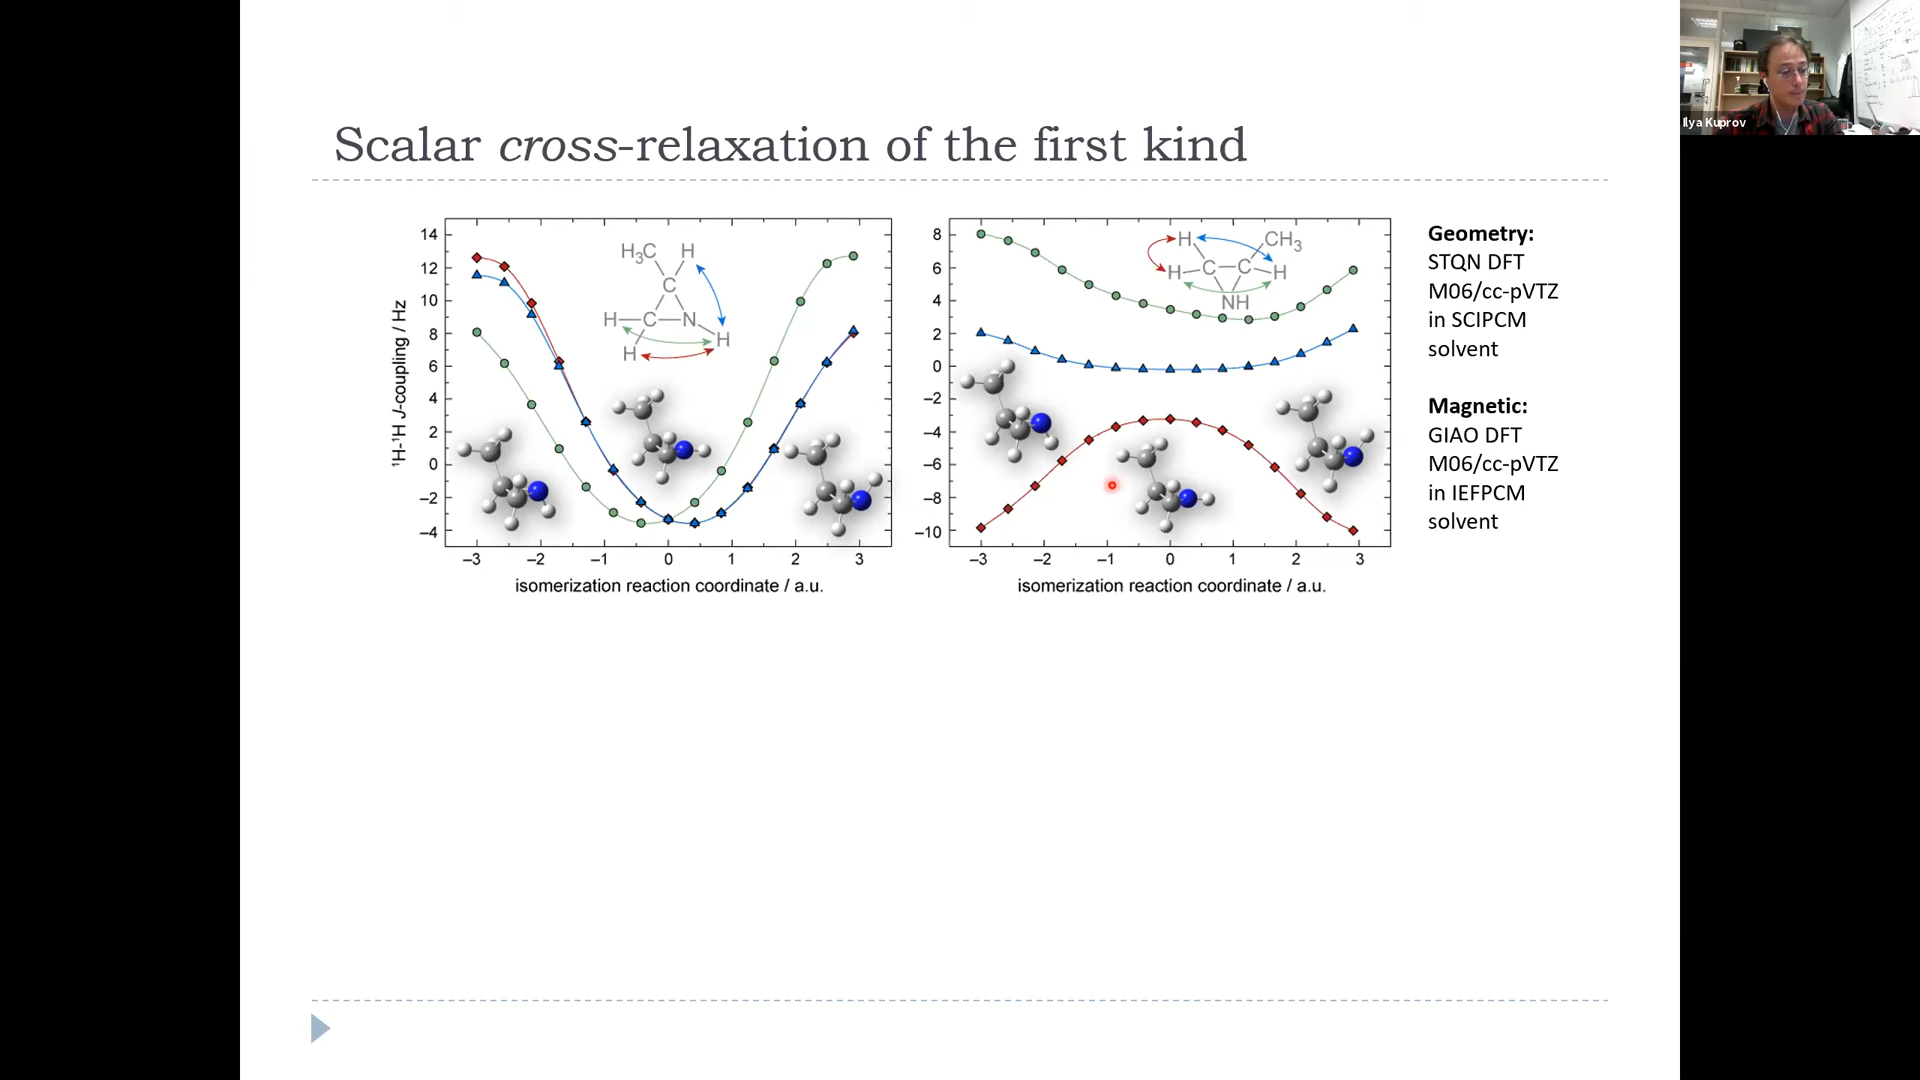 Ilya Kuprov
Scalar cross-relaxation of the first kind
¹H-¹H J-coupling / Hz
14
12
10
8
6
4
2
0
−2
−4
H₃C H
C
H C N
H
H
−3 −2 −1 0 1 2 3
isomerization reaction coordinate / a.u.
8
6
4
2
0
−2
−4
−6
−8
−10
H CH₃
C C
H H
NH
−3 −2 −1 0 1 2 3
isomerization reaction coordinate / a.u.
Geometry:
STQN DFT
M06/cc-pVTZ
in SCIPCM
solvent
Magnetic:
GIAO DFT
M06/cc-pVTZ
in IEFPCM
solvent